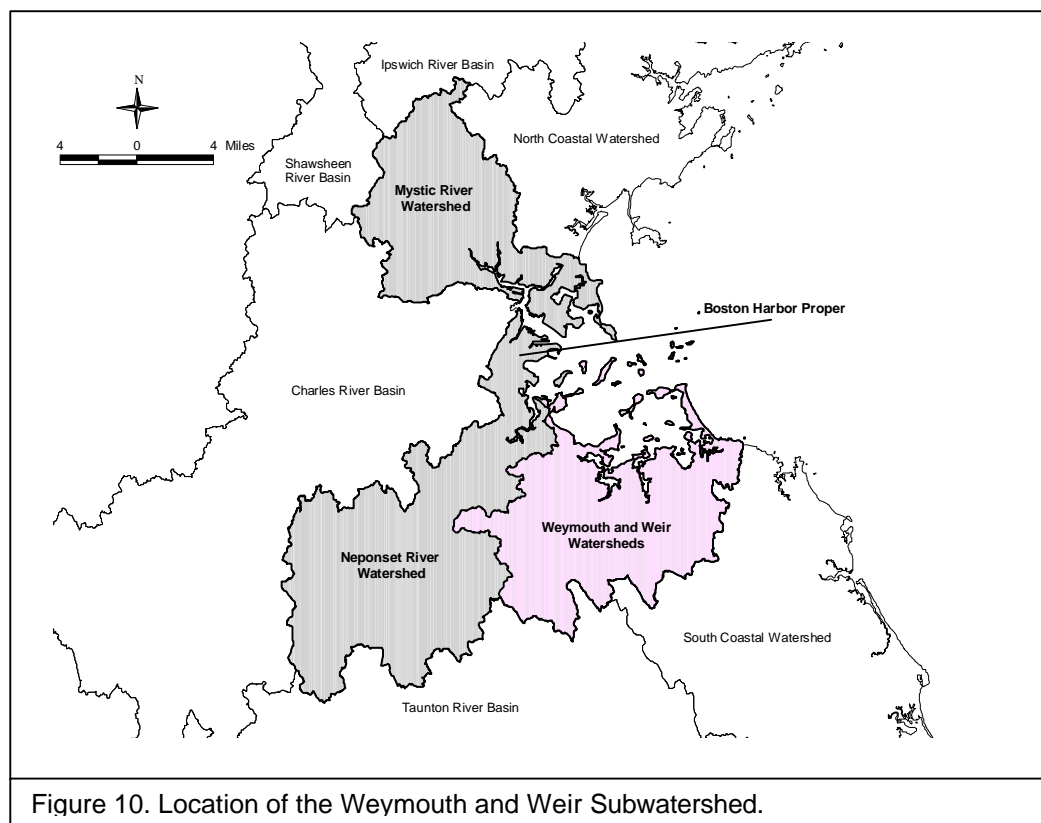 Ipswich River Basin
N
North Coastal Watershed
4 0 4 Miles
Shawsheen
River Basin
Mystic River
Watershed
Boston Harbor Proper
Charles River Basin
Weymouth and Weir
Watersheds
Neponset River
Watershed
South Coastal Watershed
Taunton River Basin
Figure 10. Location of the Weymouth and Weir Subwatershed.